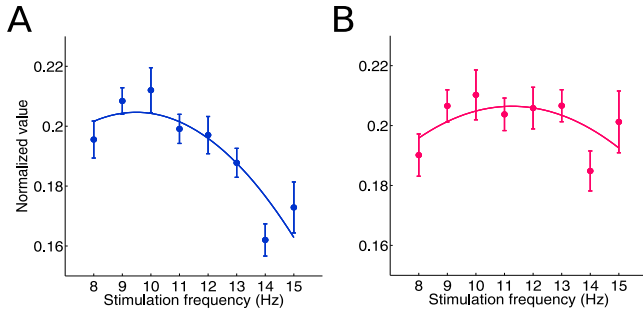 A
B
Normalized value
0.22
0.2
0.18
0.16
8 9 10 11 12 13 14 15
Stimulation frequency (Hz)
0.22
0.2
0.18
0.16
8 9 10 11 12 13 14 15
Stimulation frequency (Hz)